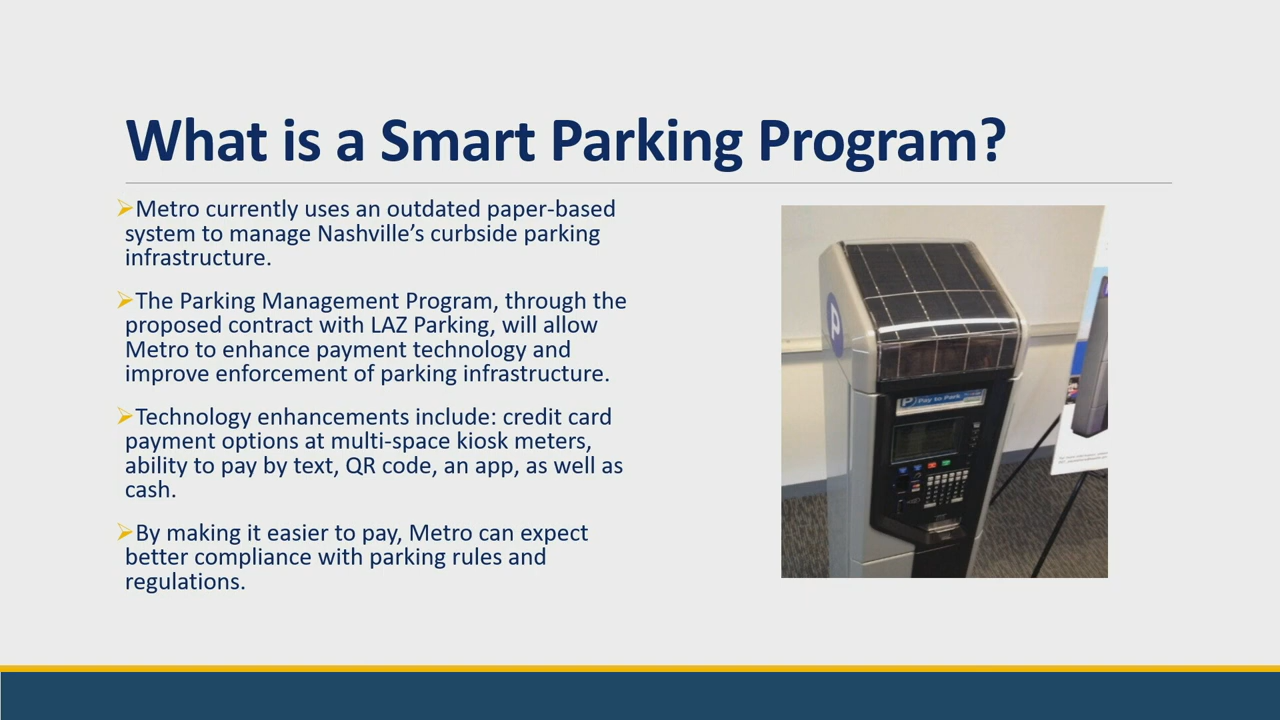 What is a Smart Parking Program?
➢Metro currently uses an outdated paper-based
system to manage Nashville’s curbside parking
infrastructure.
➢The Parking Management Program, through the
proposed contract with LAZ Parking, will allow
Metro to enhance payment technology and
improve enforcement of parking infrastructure.
➢Technology enhancements include: credit card
payment options at multi-space kiosk meters,
ability to pay by text, QR code, an app, as well as
cash.
➢By making it easier to pay, Metro can expect
better compliance with parking rules and
regulations.
P
P Pay to Park